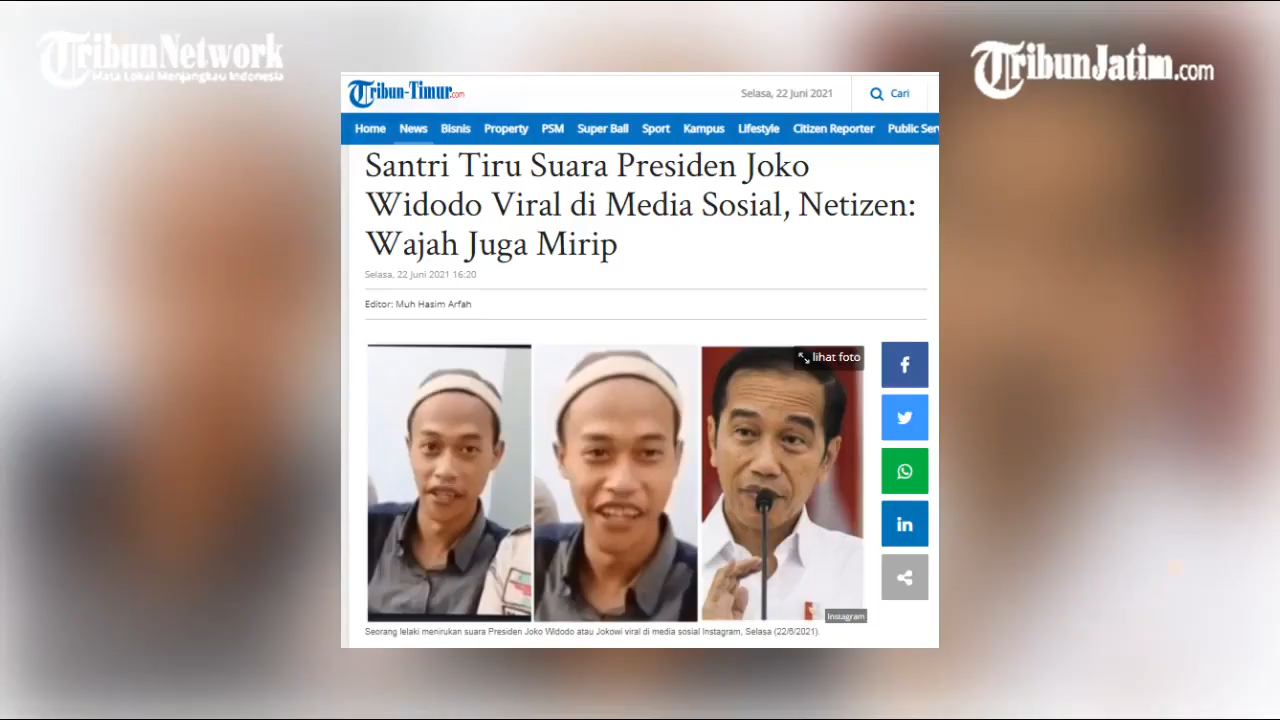 TribunNetwork
Mata Lokal Menjangkau Indonesia
TribunJatim.com
Tribun-Timur.com
Selasa, 22 Juni 2021
Cari
Home News Bisnis Property PSM Super Ball Sport Kampus Lifestyle Citizen Reporter Public Ser
Santri Tiru Suara Presiden Joko
Widodo Viral di Media Sosial, Netizen:
Wajah Juga Mirip
Selasa, 22 Juni 2021 16:20
Editor: Muh Hasim Arfah
lihat foto
f
in
Instagram
Seorang lelaki menirukan suara Presiden Joko Widodo atau Jokowi viral di media sosial Instagram, Selasa (22/6/2021).